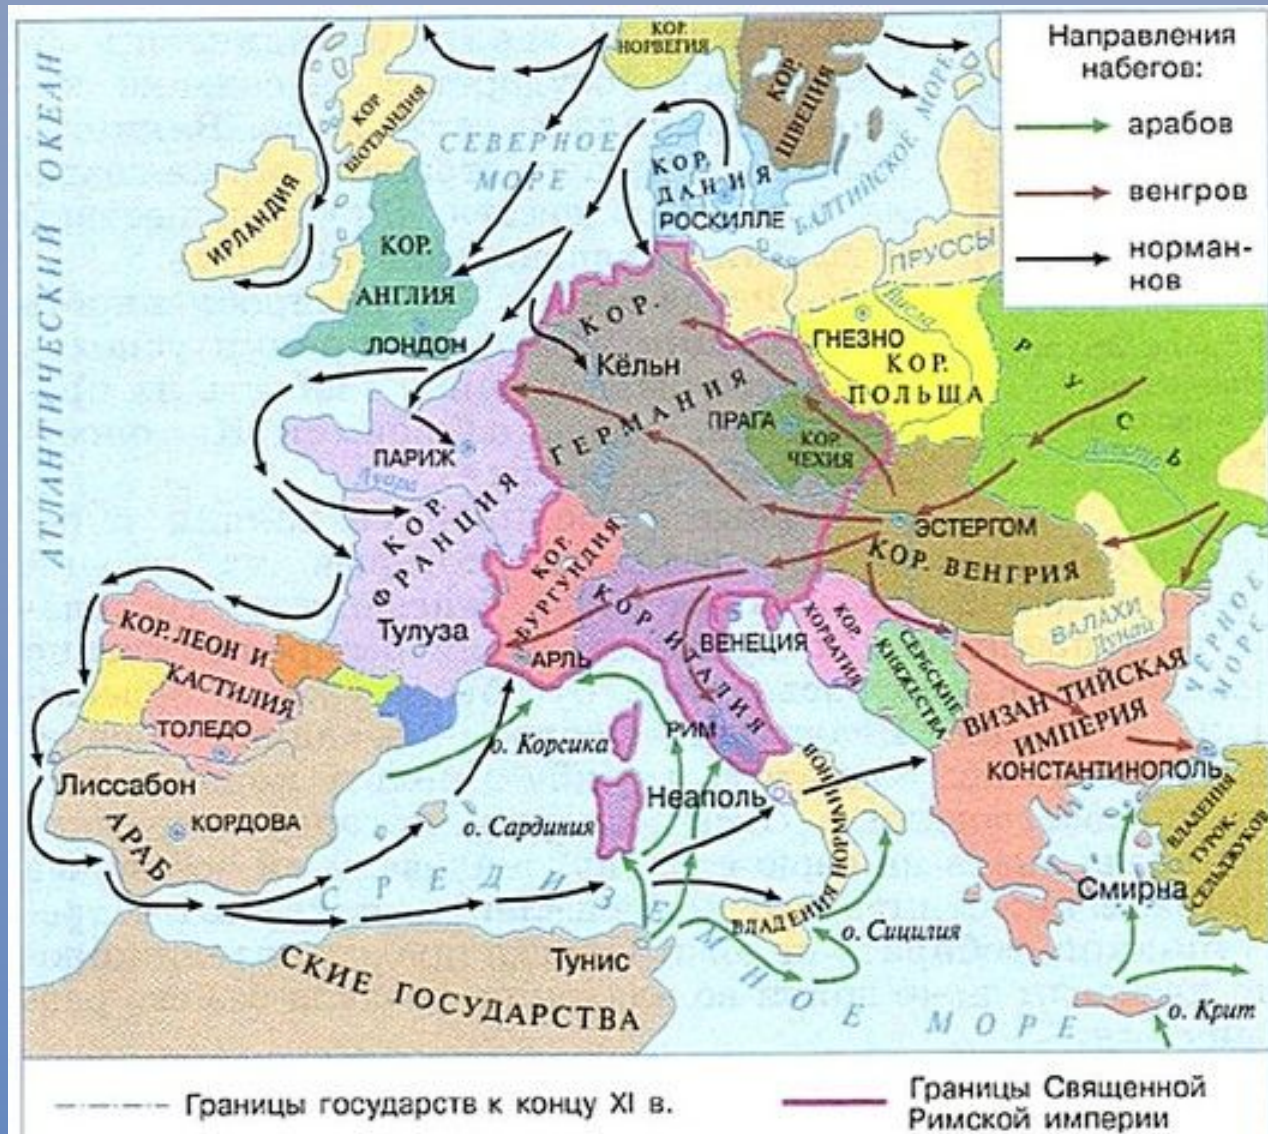 АТЛАНТИЧЕСКИЙ ОКЕАН
КОР.
НОРВЕГИЯ
КОР.
ШВЕЦИЯ
Направления
набегов:
арабов
венгров
норман-
нов
КОР.
ШОТЛАНДИЯ
СЕВЕРНОЕ
МОРЕ
КОР.
ДАНИЯ
РОСКИЛЛЕ
БАЛТИЙСКОЕ МОРЕ
ИРЛАНДИЯ
КОР.
АНГЛИЯ
ЛОНДОН
ПРУССЫ
Висла
ГНЕЗНО
КОР.
ПОЛЬША
РУСЬ
КОР.
ГЕРМАНИЯ
Кёльн
ПРАГА
КОР.
ЧЕХИЯ
ПАРИЖ
Луара
КОР.
ФРАНЦИЯ
Тулуза
КОР.
БУРГУНДИЯ
АРЛЬ
ЭСТЕРГОМ
КОР. ВЕНГРИЯ
КОР. ИТАЛИЯ
ВЕНЕЦИЯ
КОР.
ХОРВАТИЯ
СЕРБСКИЕ
КНЯЖЕСТВА
ВАЛАХИ
Дунай
ЧЕРНОЕ
МОРЕ
КОР. ЛЕОН И
КАСТИЛИЯ
ТОЛЕДО
Лиссабон
КОРДОВА
АРАБ
СКИЕ ГОСУДАРСТВА
о. Корсика
РИМ
о. Сардиния
Неаполь
ВЛАДЕНИЯ НОРМАННОВ
ВИЗАНТИЙСКАЯ
ИМПЕРИЯ
КОНСТАНТИНОПОЛЬ
ВЛАДЕНИЯ
ТУРОК-
СЕЛЬДЖУКОВ
Смирна
о. Сицилия
СРЕДИЗЕМНОЕ МОРЕ
Тунис
о. Крит
Границы государств к концу XI в.
Границы Священной
Римской империи